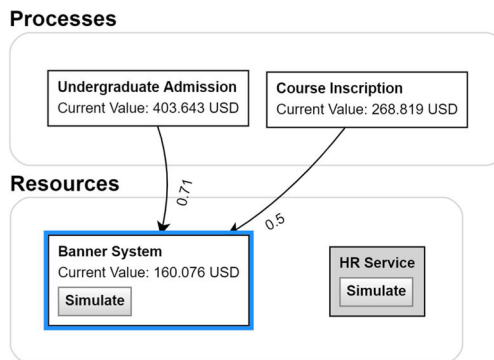 Processes
Undergraduate Admission
Current Value: 403.643 USD
Course Inscription
Current Value: 268.819 USD
0.71
0.5
Resources
Banner System
Current Value: 160.076 USD
Simulate
HR Service
Simulate